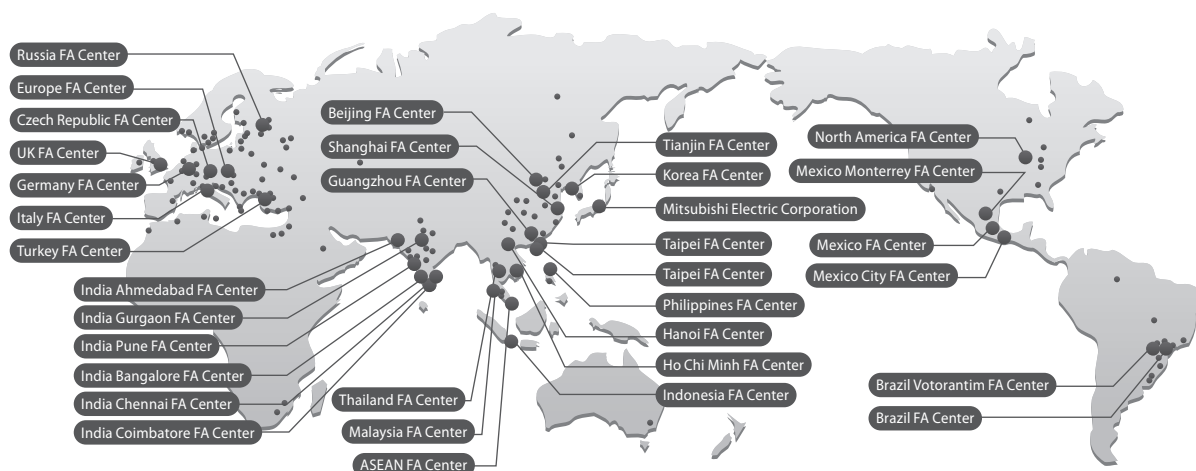 Russia FA Center
Europe FA Center
Czech Republic FA Center
UK FA Center
Germany FA Center
Italy FA Center
Turkey FA Center
India Ahmedabad FA Center
India Gurgaon FA Center
India Pune FA Center
India Bangalore FA Center
India Chennai FA Center
India Coimbatore FA Center
Beijing FA Center
Shanghai FA Center
Guangzhou FA Center
Thailand FA Center
Malaysia FA Center
ASEAN FA Center
Tianjin FA Center
Korea FA Center
Mitsubishi Electric Corporation
Taipei FA Center
Taipei FA Center
Philippines FA Center
Hanoi FA Center
Ho Chi Minh FA Center
Indonesia FA Center
North America FA Center
Mexico Monterrey FA Center
Mexico FA Center
Mexico City FA Center
Brazil Votorantim FA Center
Brazil FA Center